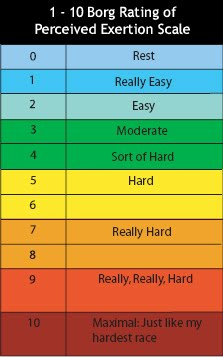 1 - 10 Borg Rating of
Perceived Exertion Scale
0 Rest
1 Really Easy
2 Easy
3 Moderate
4 Sort of Hard
5 Hard
6
7 Really Hard
8
9 Really, Really, Hard
10 Maximal: Just like my
hardest race